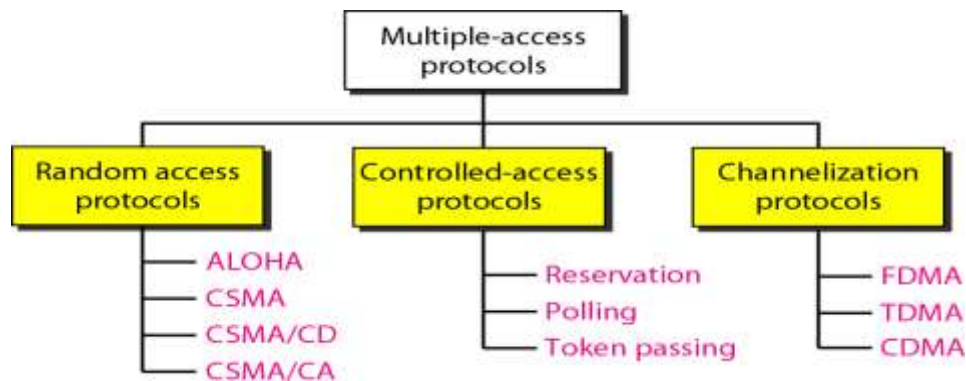 Multiple-access
protocols
Random access
protocols
Controlled-access
protocols
Channelization
protocols
ALOHA
CSMA
CSMA/CD
CSMA/CA
Reservation
Polling
Token passing
FDMA
TDMA
CDMA